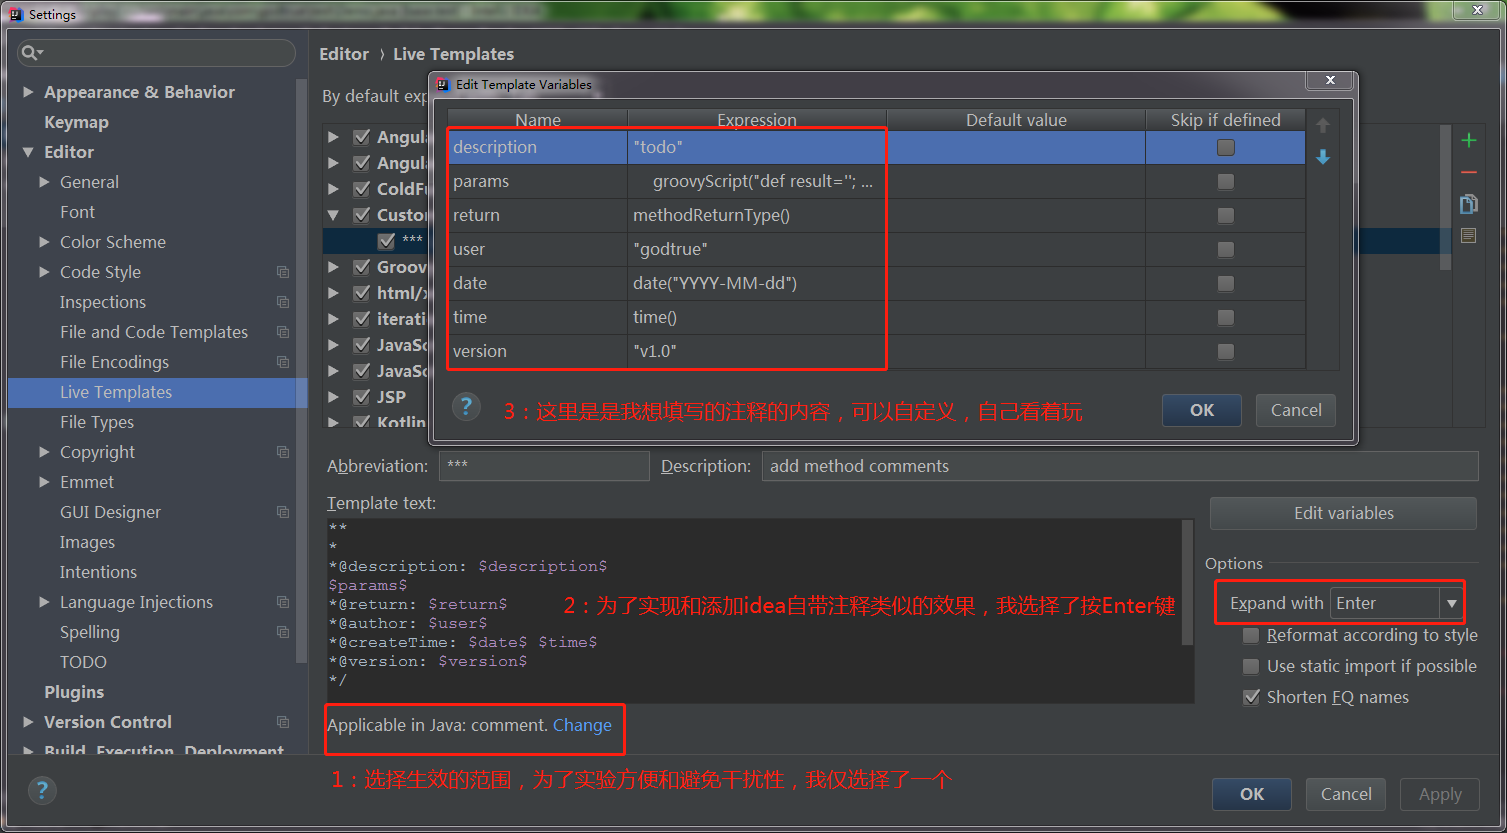 Settings
Appearance & Behavior
Keymap
Editor
General
Font
Color Scheme
Code Style
Inspections
File and Code Templates
File Encodings
Live Templates
File Types
Copyright
Emmet
GUI Designer
Images
Intentions
Language Injections
Spelling
TODO
Plugins
Version Control
Build, Execution, Deployment
Editor › Live Templates
By default exp
Angula
Angula
ColdFu
Custo
***
Groov
html/x
iterati
JavaSc
JavaSc
JSP
Kotlin
Edit Template Variables
Name Expression Default value Skip if defined
description "todo"
params groovyScript("def result=''; ...
return methodReturnType()
user "godtrue"
date date("YYYY-MM-dd")
time time()
version "v1.0"
3：这里是是我想填写的注释的内容，可以自定义，自己看着玩
OK Cancel
Abbreviation: *** Description: add method comments
Template text:
**
*
*@description: $description$
$params$
*@return: $return$
*@author: $user$
*@createTime: $date$ $time$
*@version: $version$
*/
2：为了实现和添加idea自带注释类似的效果，我选择了按Enter键
Edit variables
Options
Expand with Enter
Reformat according to style
Use static import if possible
Shorten EQ names
Applicable in Java: comment. Change
1：选择生效的范围，为了实验方便和避免干扰性，我仅选择了一个
OK Cancel Apply